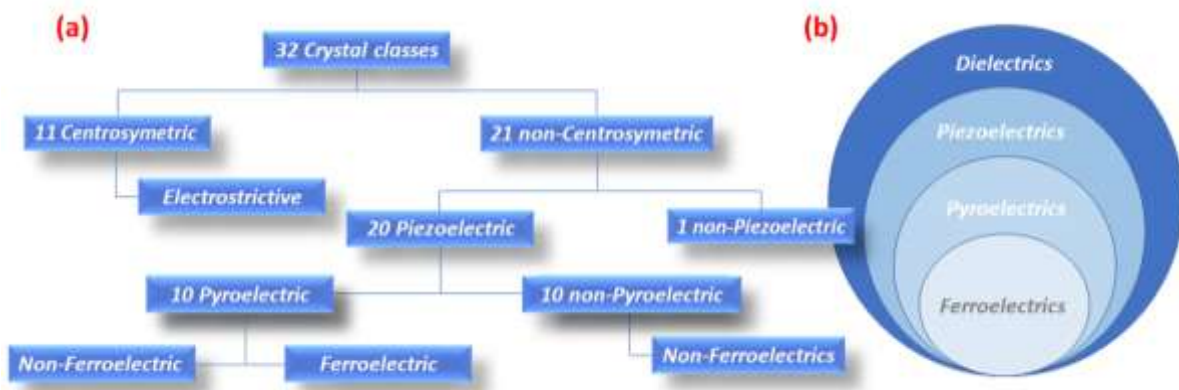 (a)
32 Crystal classes
11 Centrosymetric
21 non-Centrosymetric
Electrostrictive
20 Piezoelectric
1 non-Piezoelectric
10 Pyroelectric
10 non-Pyroelectric
Non-Ferroelectric
Ferroelectric
Non-Ferroelectrics
(b)
Dielectrics
Piezoelectrics
Pyroelectrics
Ferroelectrics